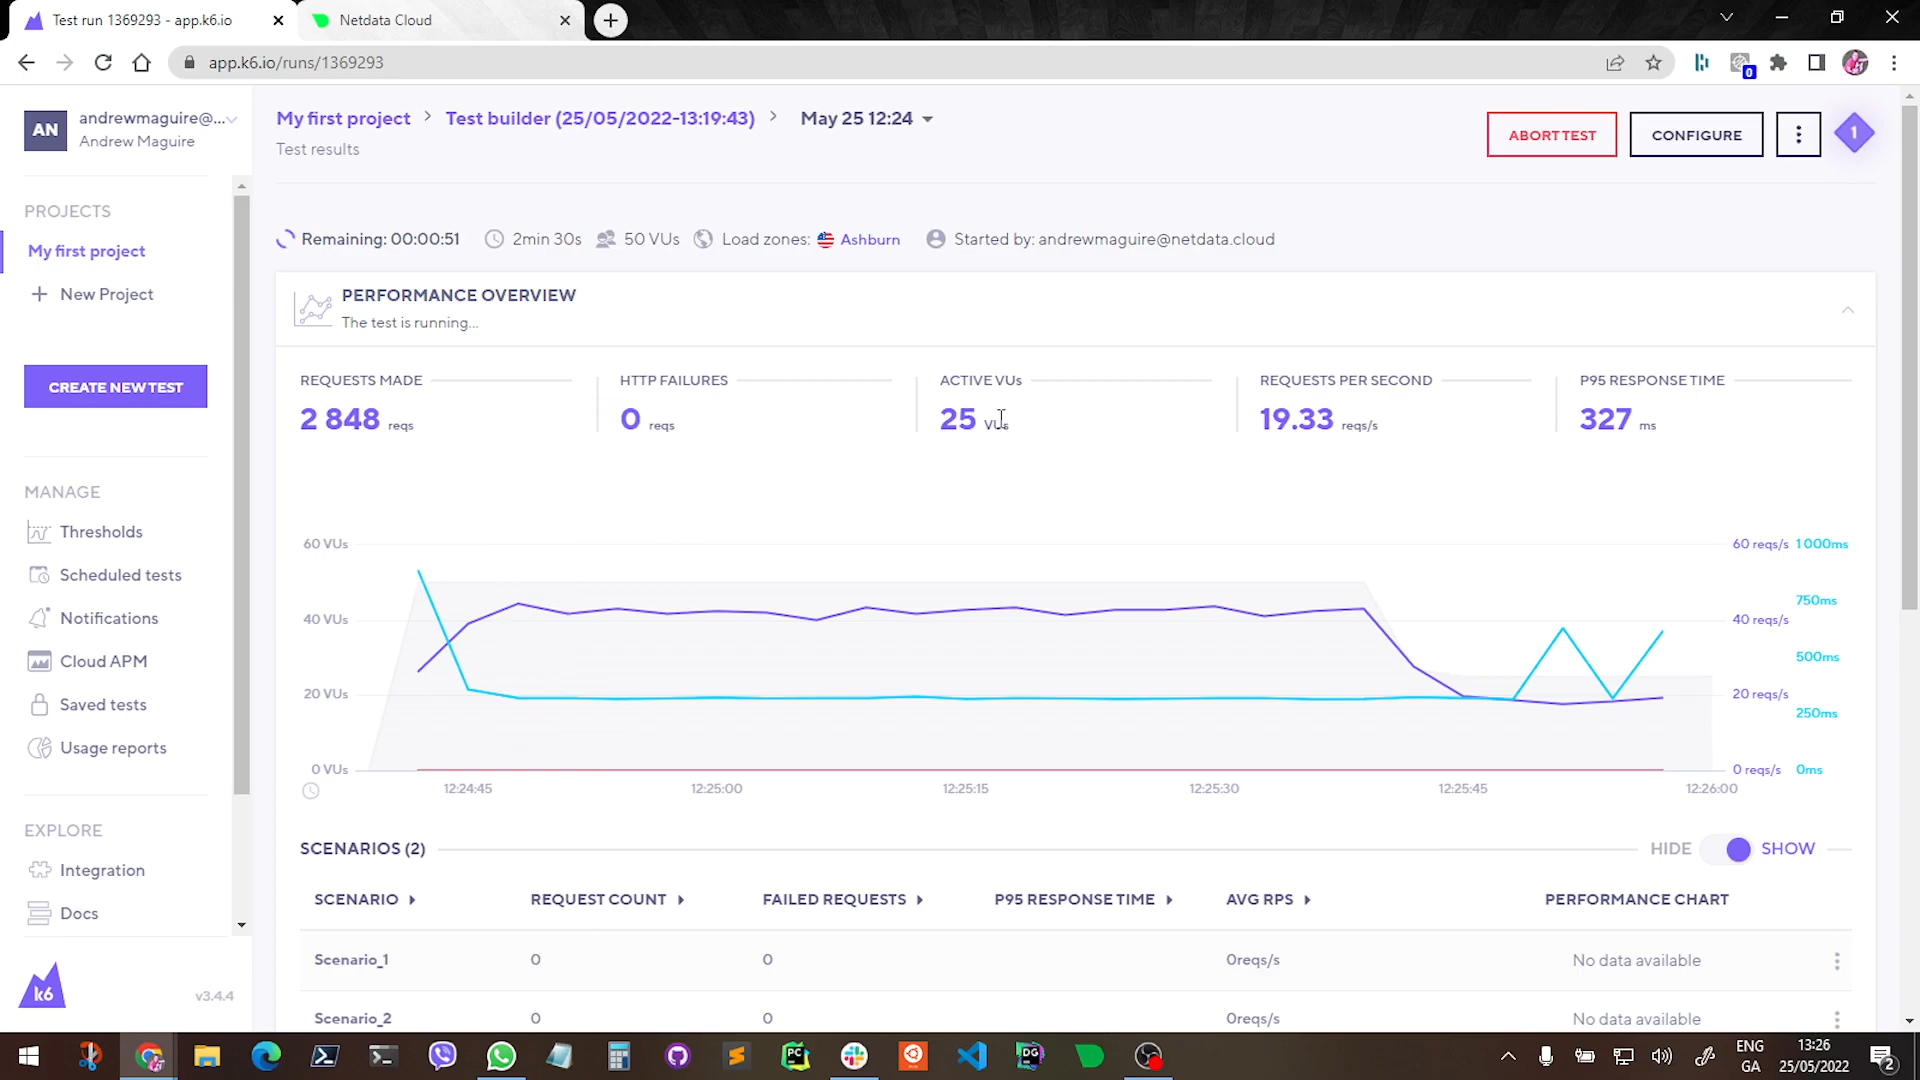 Test run 1369293 - app.k6.io
Netdata Cloud
app.k6.io/runs/1369293
0
AN
andrewmaguire@...
Andrew Maguire
My first project
Test builder (25/05/2022-13:19:43)
May 25 12:24
Test results
ABORT TEST
CONFIGURE
1
PROJECTS
My first project
New Project
CREATE NEW TEST
MANAGE
Thresholds
Scheduled tests
Notifications
Cloud APM
Saved tests
Usage reports
EXPLORE
Integration
Docs
k6
v3.4.4
Remaining: 00:00:51
2min 30s
50 VUs
Load zones:
Ashburn
Started by: andrewmaguire@netdata.cloud
PERFORMANCE OVERVIEW
The test is running...
REQUESTS MADE
2 848 reqs
HTTP FAILURES
0 reqs
ACTIVE VUs
25 VUs
REQUESTS PER SECOND
19.33 reqs/s
P95 RESPONSE TIME
327 ms
60 VUs
40 VUs
20 VUs
0 VUs
60 reqs/s
40 reqs/s
20 reqs/s
0 reqs/s
1000ms
750ms
500ms
250ms
0ms
12:24:45
12:25:00
12:25:15
12:25:30
12:25:45
12:26:00
SCENARIOS (2)
HIDE
SHOW
SCENARIO
REQUEST COUNT
FAILED REQUESTS
P95 RESPONSE TIME
AVG RPS
PERFORMANCE CHART
Scenario_1
0
0
0reqs/s
No data available
Scenario_2
0
0
0reqs/s
No data available
PC
DG
ENG
GA
13:26
25/05/2022
2